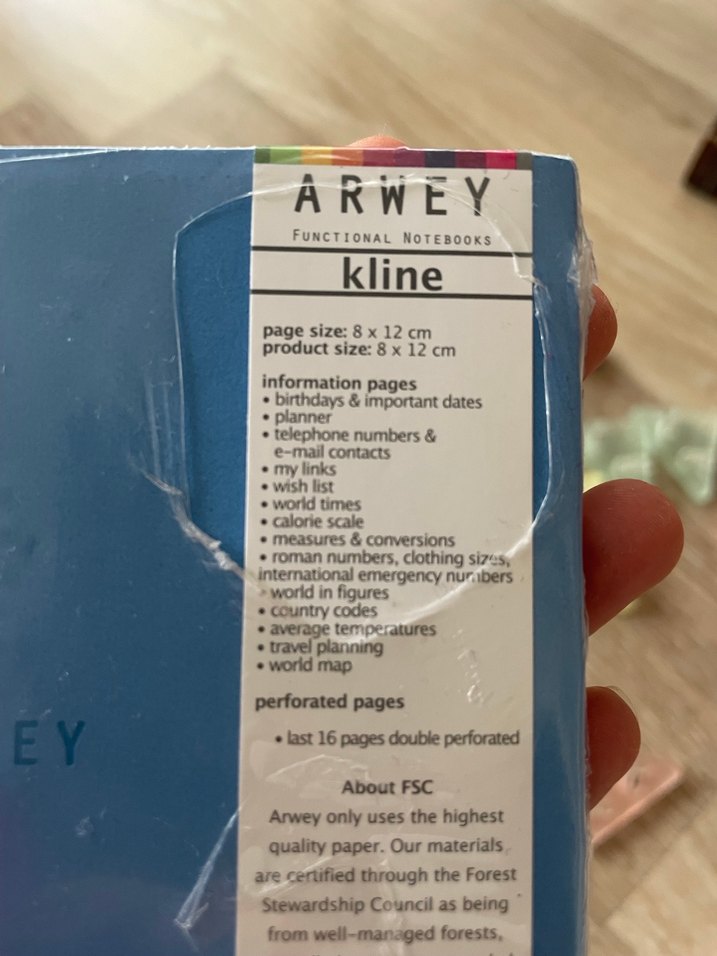 ARWEY
FUNCTIONAL NOTEBOOKS
kline
page size: 8 x 12 cm
product size: 8 x 12 cm
information pages
• birthdays & important dates
• planner
• telephone numbers &
e-mail contacts
• my links
• wish list
• world times
• calorie scale
• measures & conversions
• roman numbers, clothing sizes,
international emergency numbers
• world in figures
• country codes
• average temperatures
• travel planning
• world map
perforated pages
• last 16 pages double perforated
About FSC
Arwey only uses the highest
quality paper. Our materials
are certified through the Forest
Stewardship Council as being
from well-managed forests,
EY